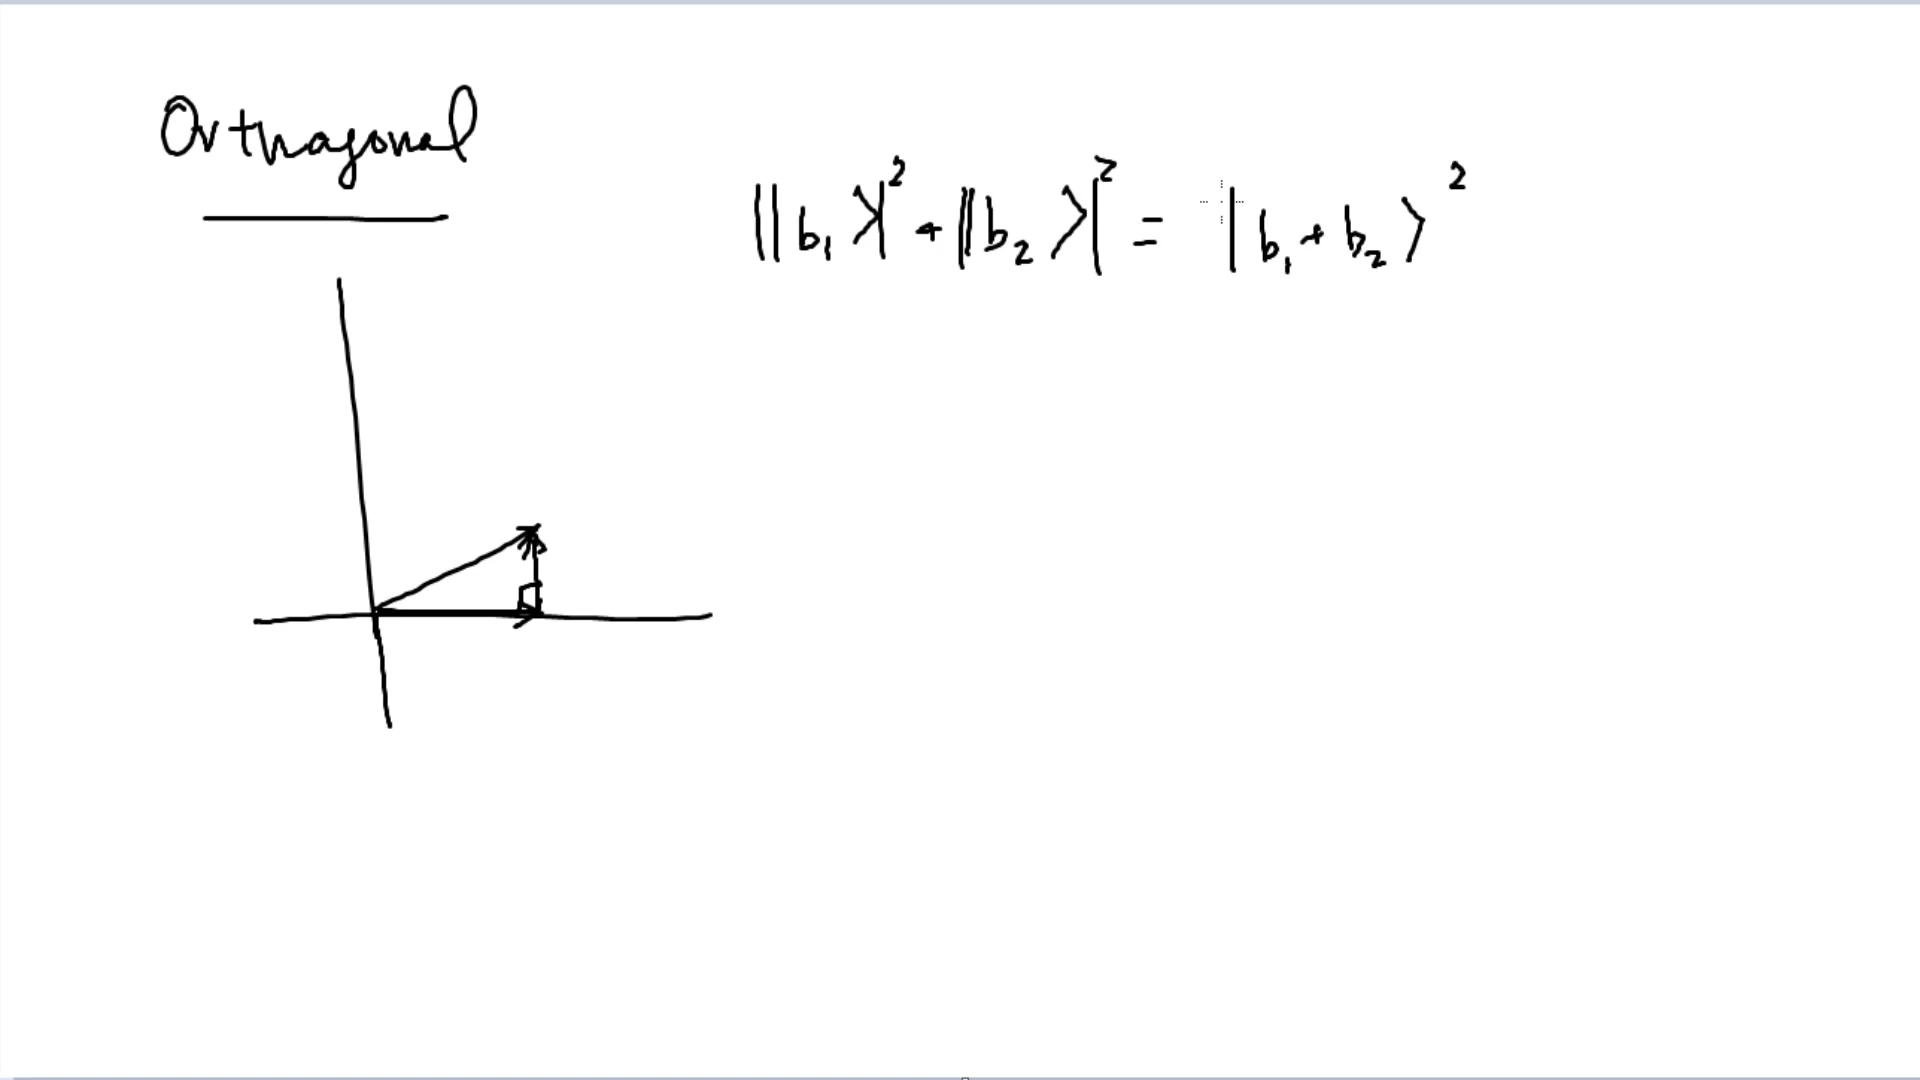 Orthagonal
||b₁⟩|² + ||b₂⟩|² = |b₁ + b₂⟩²